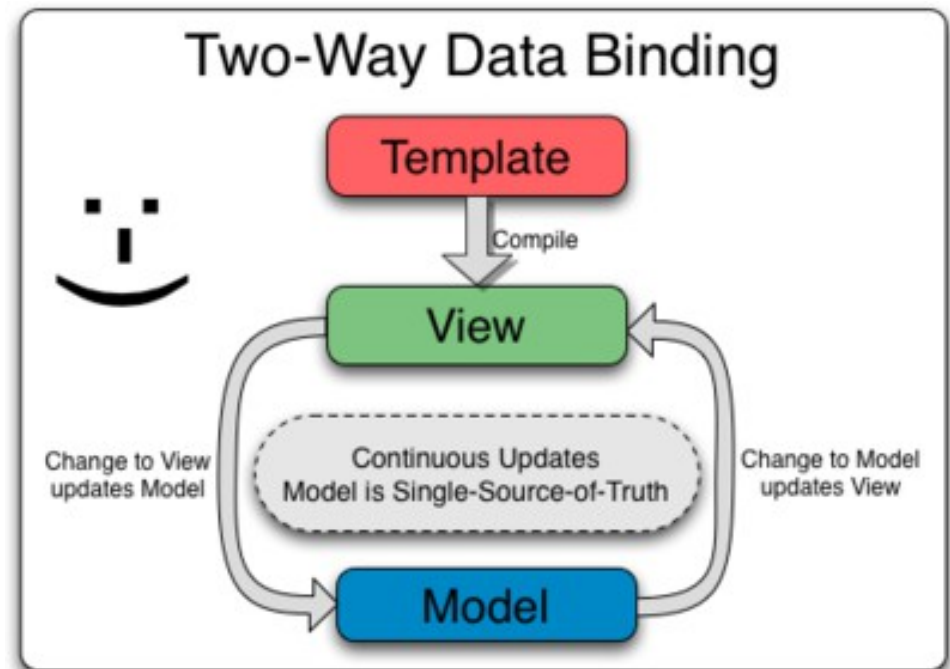 Two-Way Data Binding
Template
Compile
View
Change to View
updates Model
Continuous Updates
Model is Single-Source-of-Truth
Change to Model
updates View
Model